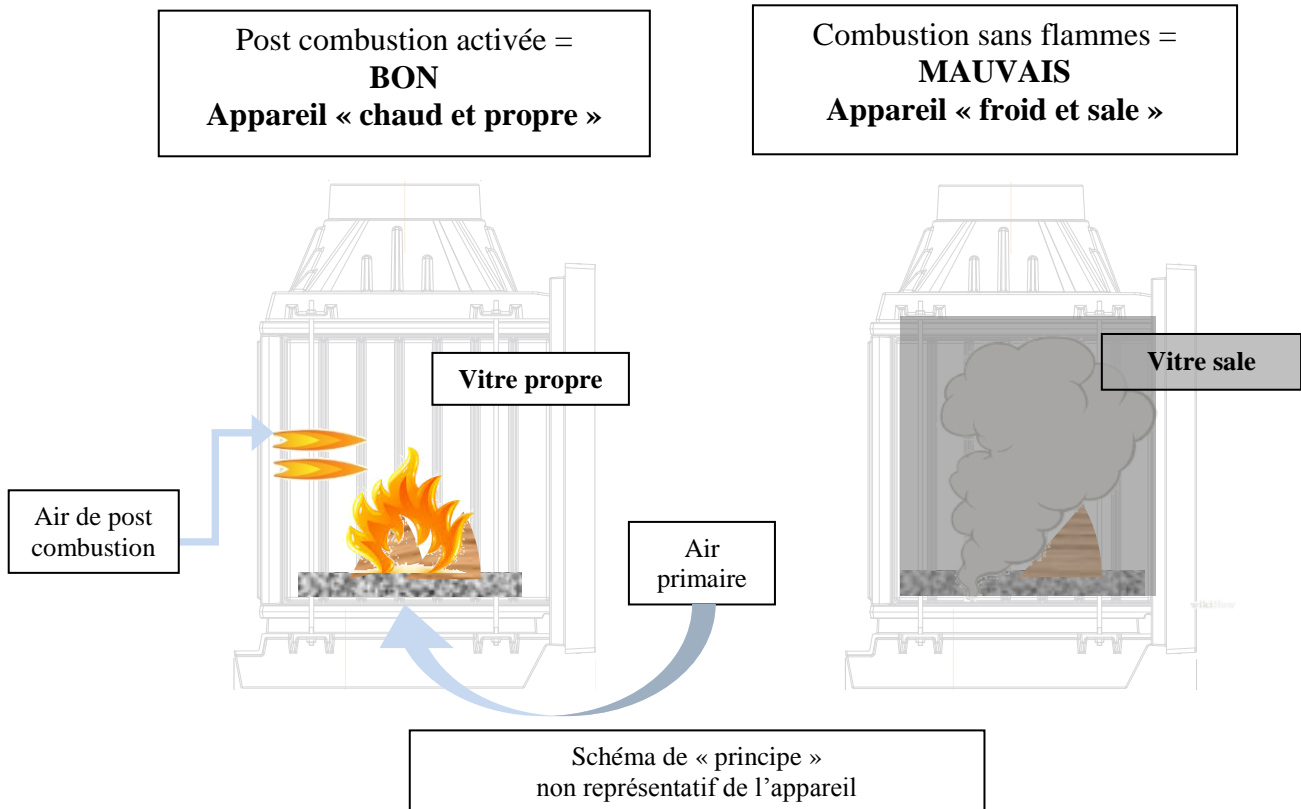 Post combustion activée =
BON
Appareil « chaud et propre »
Combustion sans flammes =
MAUVAIS
Appareil « froid et sale »
Vitre propre
Vitre sale
Air de post
combustion
Air
primaire
Schéma de « principe »
non représentatif de l’appareil